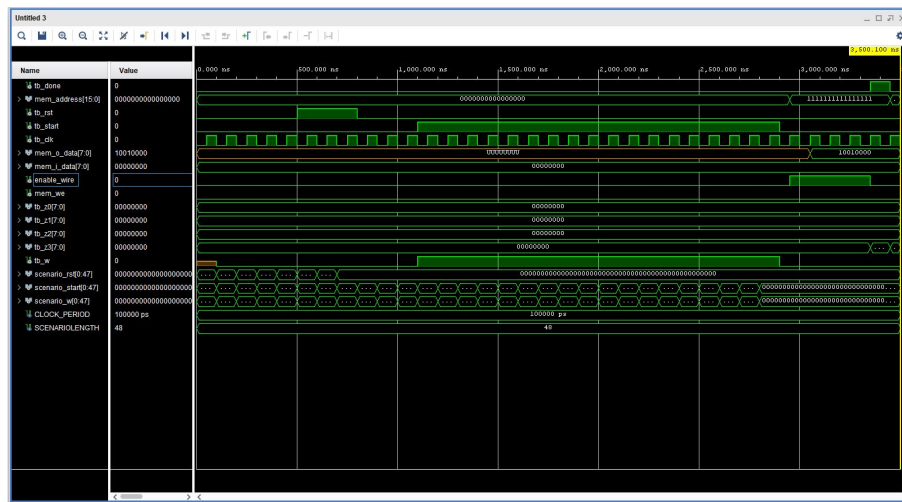 Untitled 3
3,500.100 ns
Name Value 0.000 ns 500.000 ns 1,000.000 ns 1,500.000 ns 2,000.000 ns 2,500.000 ns 3,000.000 ns
tb_done 0
mem_address[15:0] 0000000000000000 0000000000000000 1111111111111111 ...
tb_rst 0
tb_start 0
tb_clk 0
mem_o_data[7:0] 10010000 UUUUUUUU 10010000
mem_i_data[7:0] 00000000 00000000
enable_wire 0
mem_we 0
tb_z0[7:0] 00000000 00000000
tb_z1[7:0] 00000000 00000000
tb_z2[7:0] 00000000 00000000
tb_z3[7:0] 00000000 00000000 ... ...
tb_w 0
scenario_rst[0:47] ... ... ... ... ... ... ... 000000000000000000000000000000000000000000000000
scenario_start[0:47]
scenario_w[0:47]
CLOCK_PERIOD 100000 ps 100000 ps
SCENARIOLENGTH 48 48